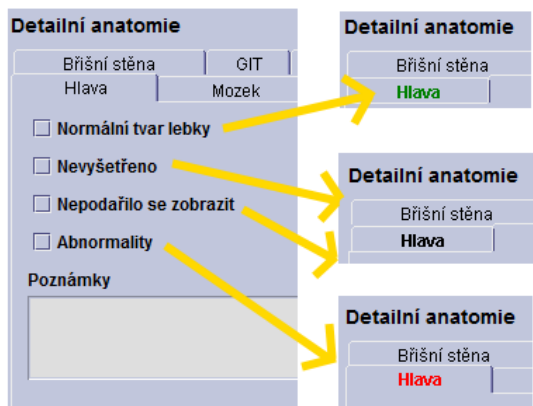 Detailní anatomie
Břišní stěna GIT
Hlava Mozek
Normální tvar lebky
Nevyšetřeno
Nepodařilo se zobrazit
Abnormality
Poznámky
Detailní anatomie
Břišní stěna
Hlava
Detailní anatomie
Břišní stěna
Hlava
Detailní anatomie
Břišní stěna
Hlava